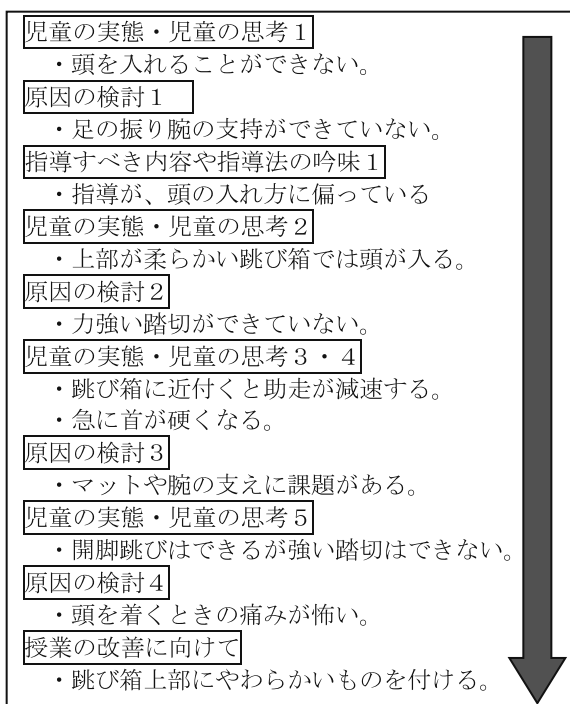 児童の実態・児童の思考１
・頭を入れることができない。
原因の検討１
・足の振り腕の支持ができていない。
指導すべき内容や指導法の吟味１
・指導が、頭の入れ方に偏っている
児童の実態・児童の思考２
・上部が柔らかい跳び箱では頭が入る。
原因の検討２
・力強い踏切ができていない。
児童の実態・児童の思考３・４
・跳び箱に近付くと助走が減速する。
・急に首が硬くなる。
原因の検討３
・マットや腕の支えに課題がある。
児童の実態・児童の思考５
・開脚跳びはできるが強い踏切はできない。
原因の検討４
・頭を着くときの痛みが怖い。
授業の改善に向けて
・跳び箱上部にやわらかいものを付ける。